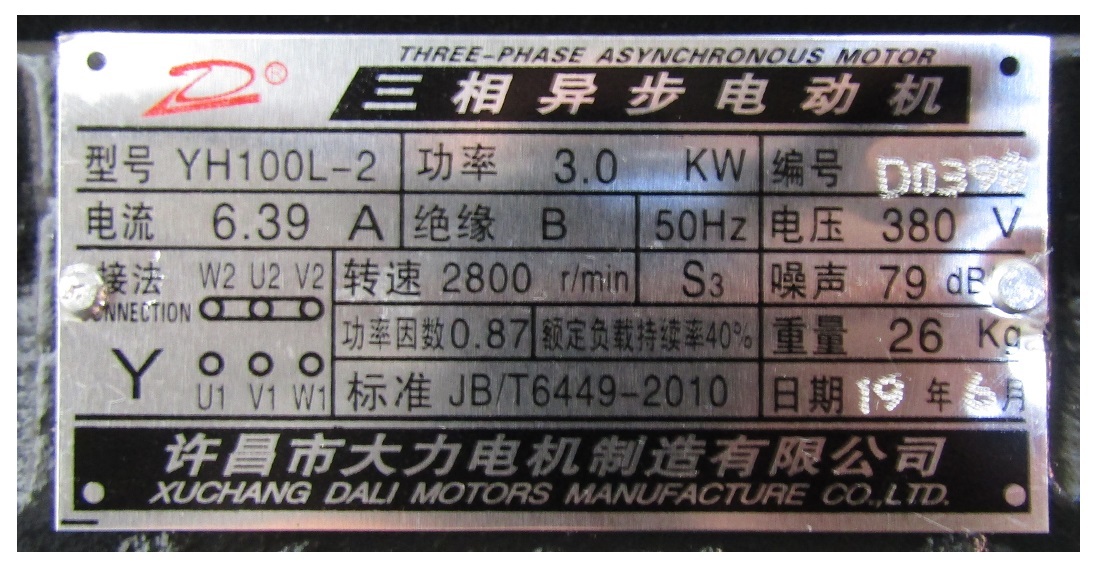 THREE-PHASE ASYNCHRONOUS MOTOR
D®
三相异步电动机
型号 YH100L-2 功率 3.0 KW 编号 D0398
电流 6.39 A 绝缘 B 50Hz 电压 380 V
接法 W2 U2 V2 转速 2800 r/min S3 噪声 79 dB
CONNECTION 功率因数 0.87 额定负载持续率40% 重量 26 Kg
Y U1 V1 W1 标准 JB/T6449-2010 日期 19 年 6 月
许昌市大力电机制造有限公司
XUCHANG DALI MOTORS MANUFACTURE CO.,LTD.